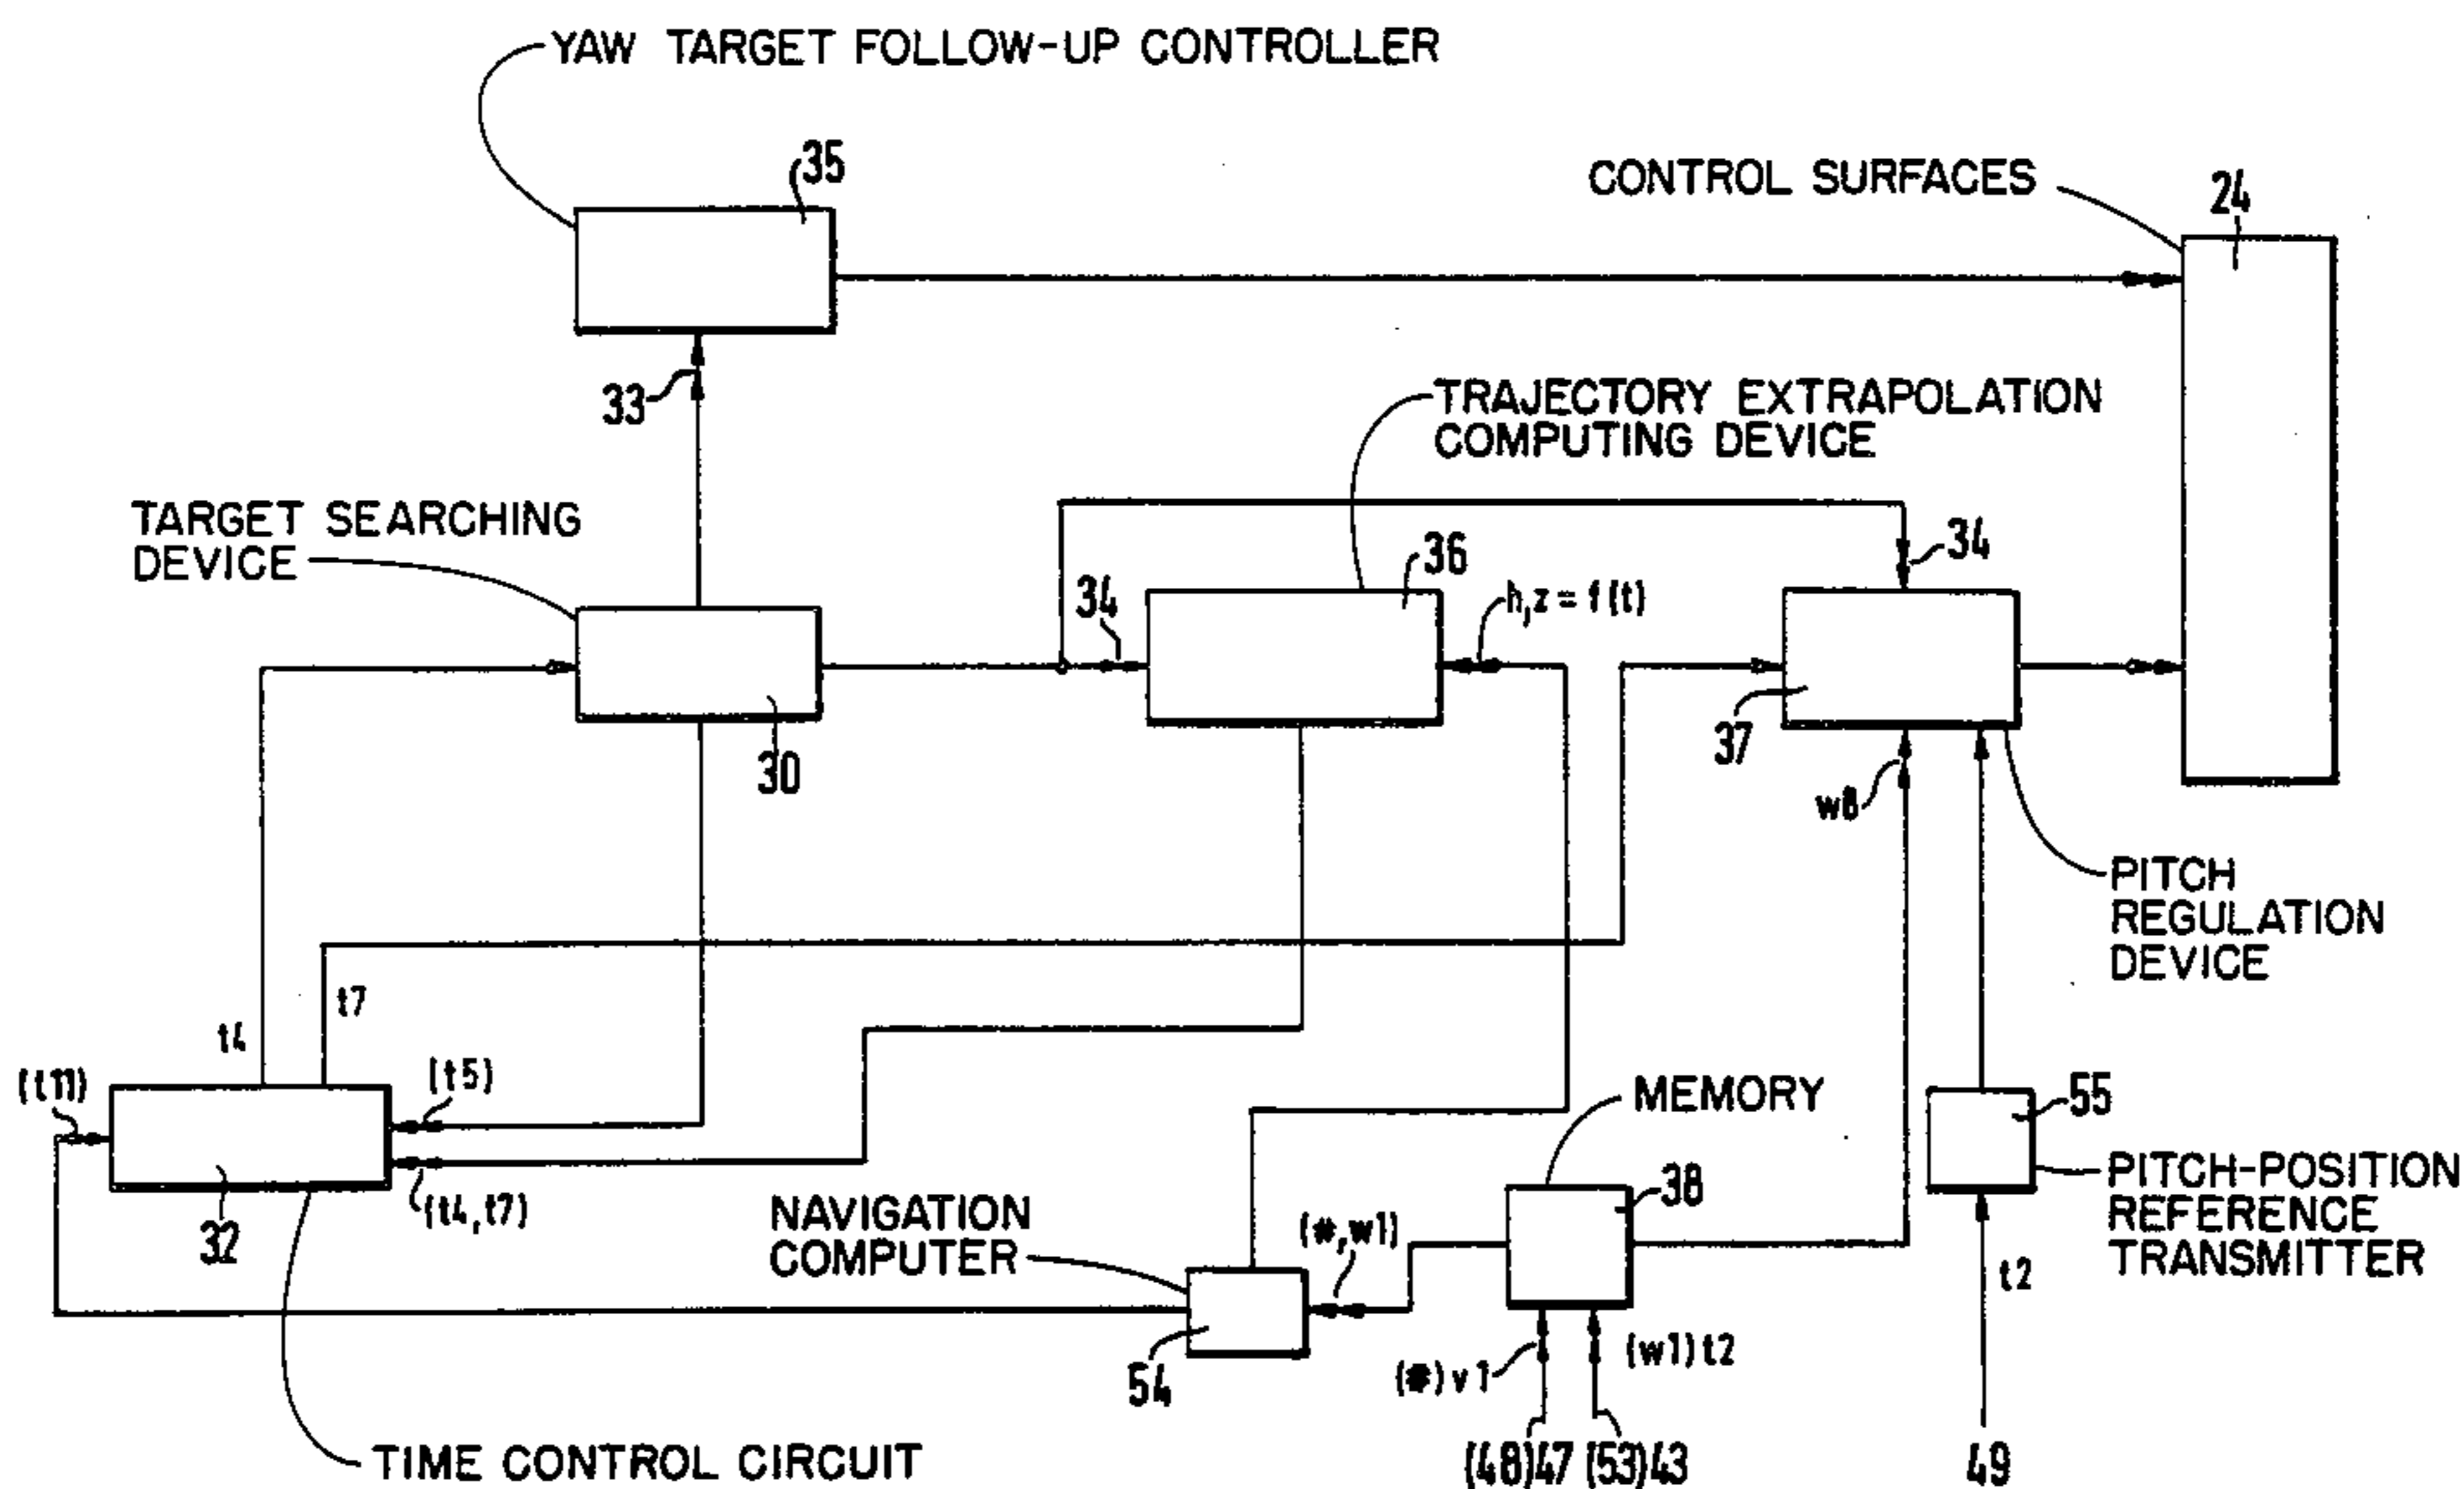 YAW TARGET FOLLOW-UP CONTROLLER
35
CONTROL SURFACES
24
33
TRAJECTORY EXTRAPOLATION
COMPUTING DEVICE
TARGET SEARCHING
DEVICE
34
36
h,z = f(t)
34
30
37
w8
PITCH
REGULATION
DEVICE
t4
t7
(t11)
(t5)
MEMORY
55
32
(t4,t7)
NAVIGATION
COMPUTER
(*,w1)
38
PITCH-POSITION
REFERENCE
TRANSMITTER
t2
54
(*)v1
(w1)t2
TIME CONTROL CIRCUIT
(48)47
(53)43
49